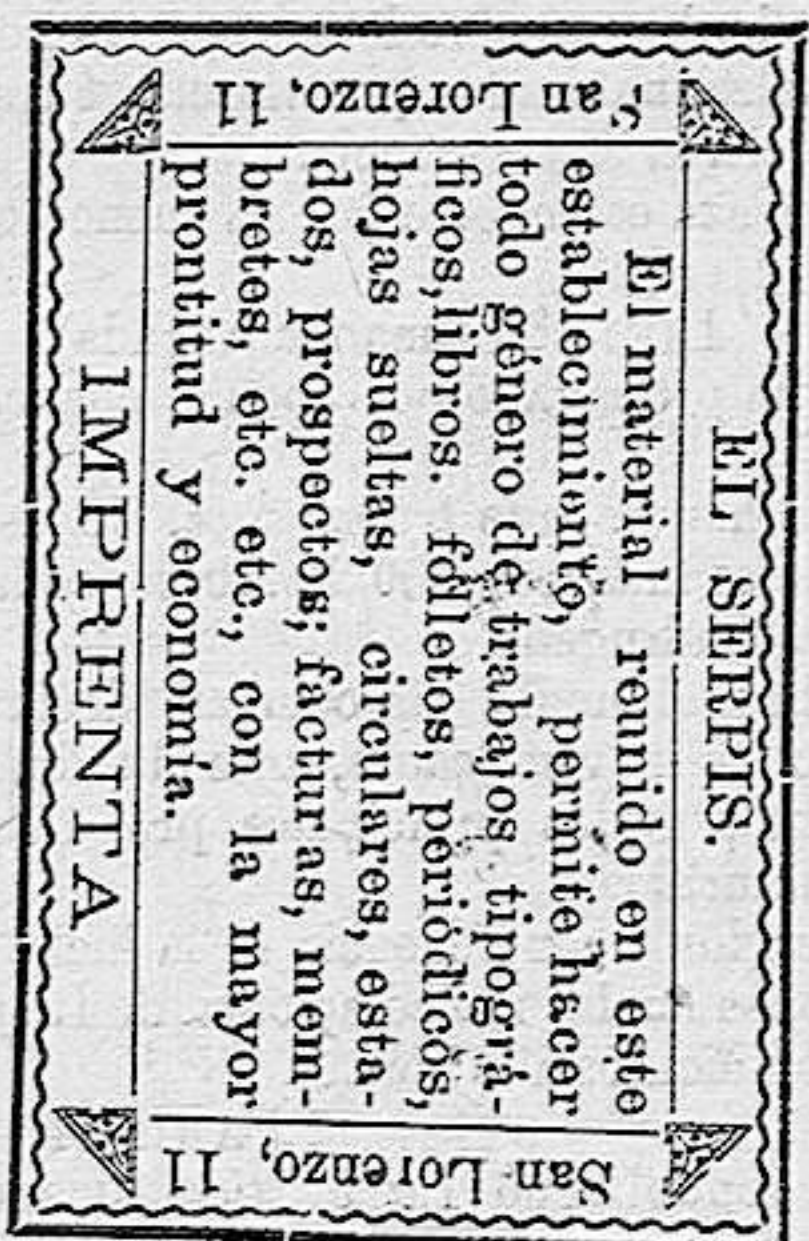 EL SERPIS.
San Lorenzo, 11
El material reunido en este
establecimiento, permite hacer
todo género de trabajos tipográ-
ficos, libros. folletos, periódicos,
hojas sueltas, circulares, esta-
dos, prospectos; facturas, mem-
bretes, etc. etc., con la mayor
prontitud y economía.
San Lorenzo, 11
IMPRENTA